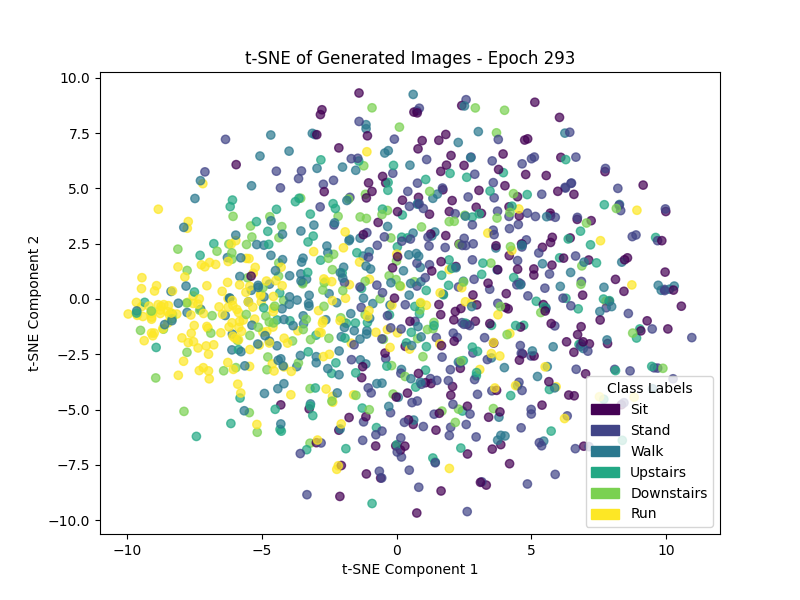 t-SNE of Generated Images - Epoch 293
t-SNE Component 2
10.0
7.5
5.0
2.5
0.0
−2.5
−5.0
−7.5
−10.0
Class Labels
Sit
Stand
Walk
Upstairs
Downstairs
Run
−10
−5
0
5
10
t-SNE Component 1